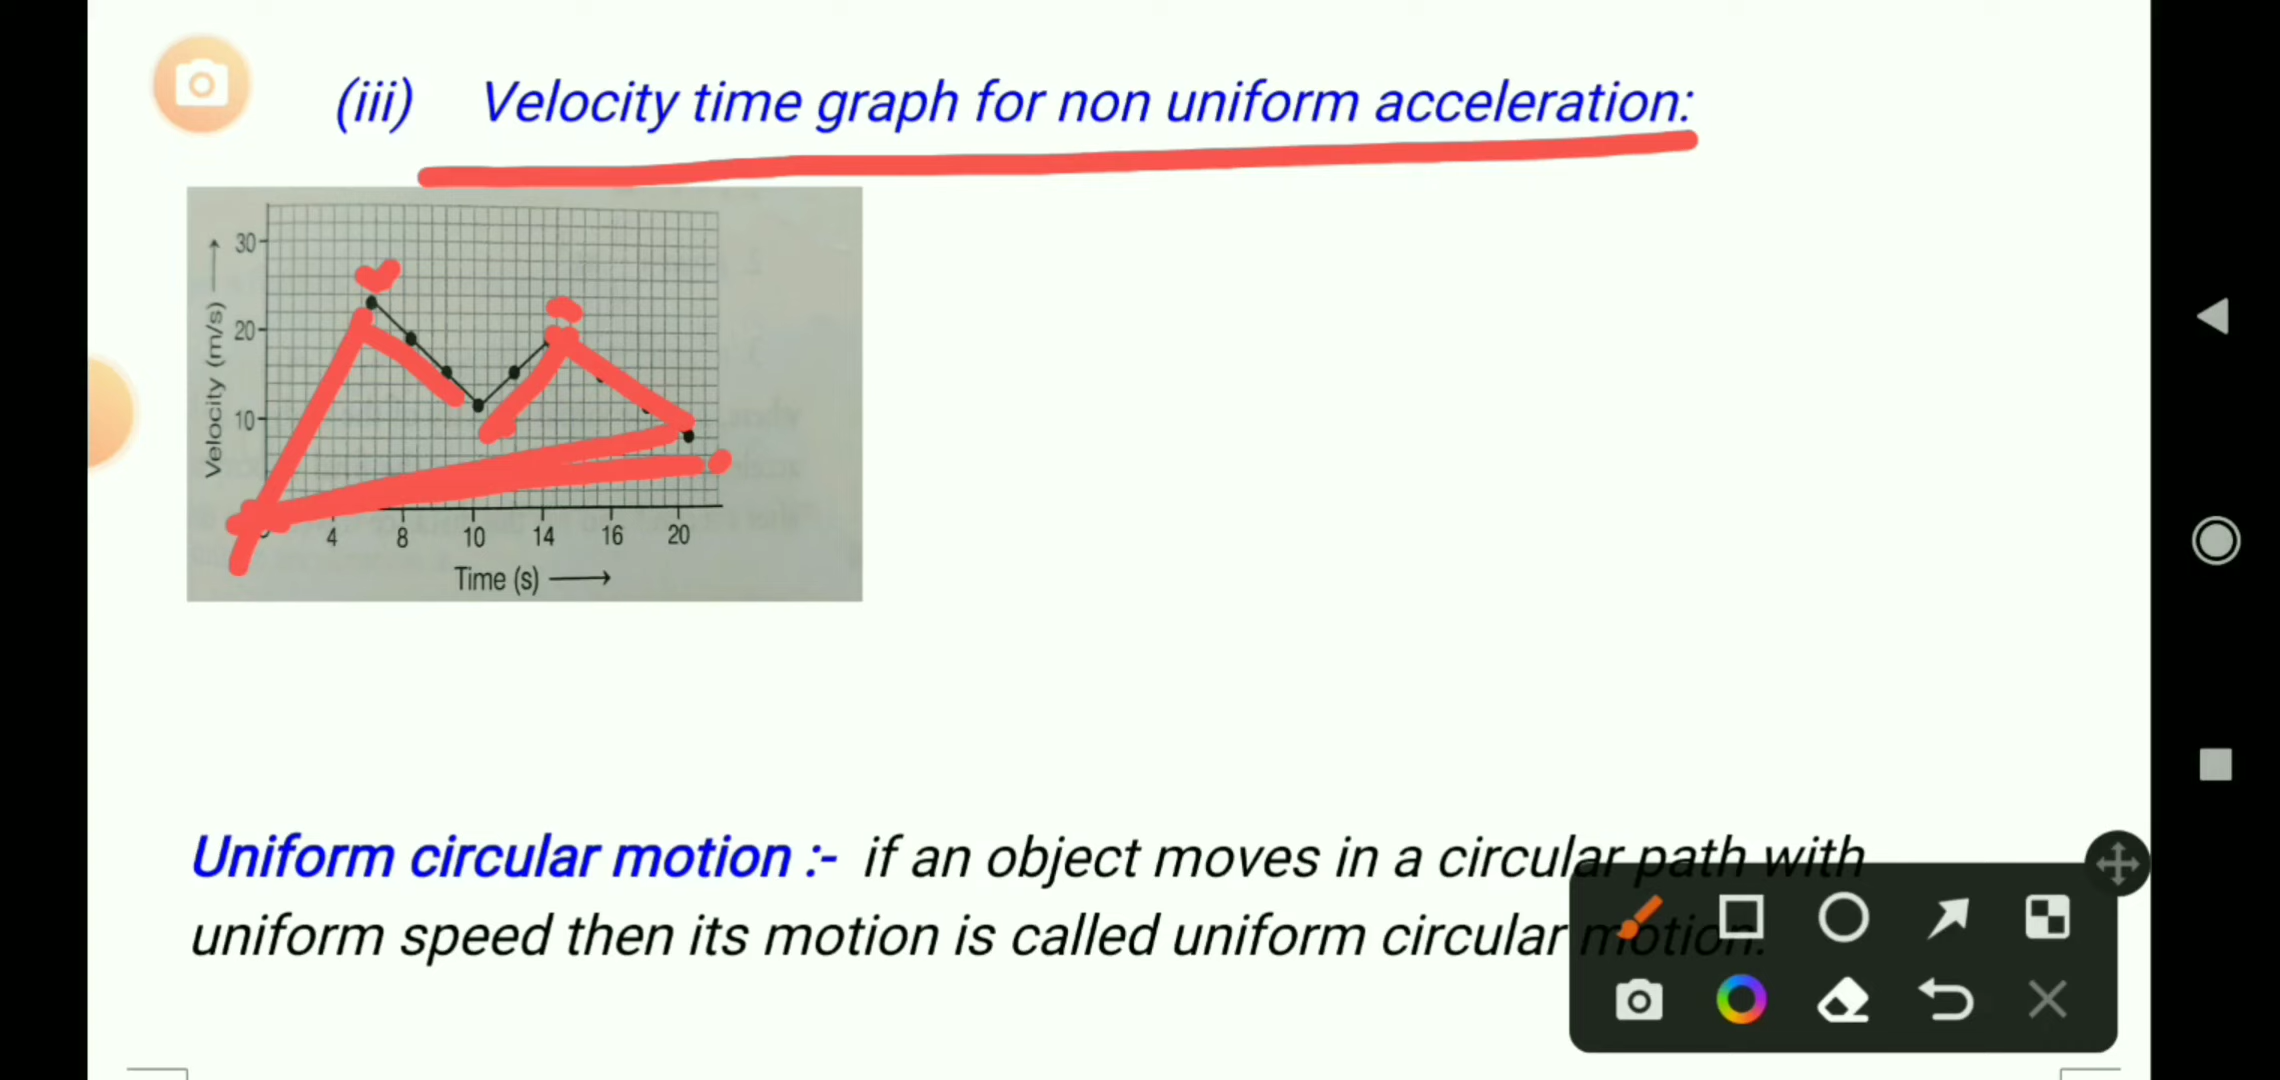 (iii) Velocity time graph for non uniform acceleration:
30
20
10
Velocity (m/s)
4 8 10 14 16 20
Time (s)
Uniform circular motion :- if an object moves in a circular path with
uniform speed then its motion is called uniform circular motion.